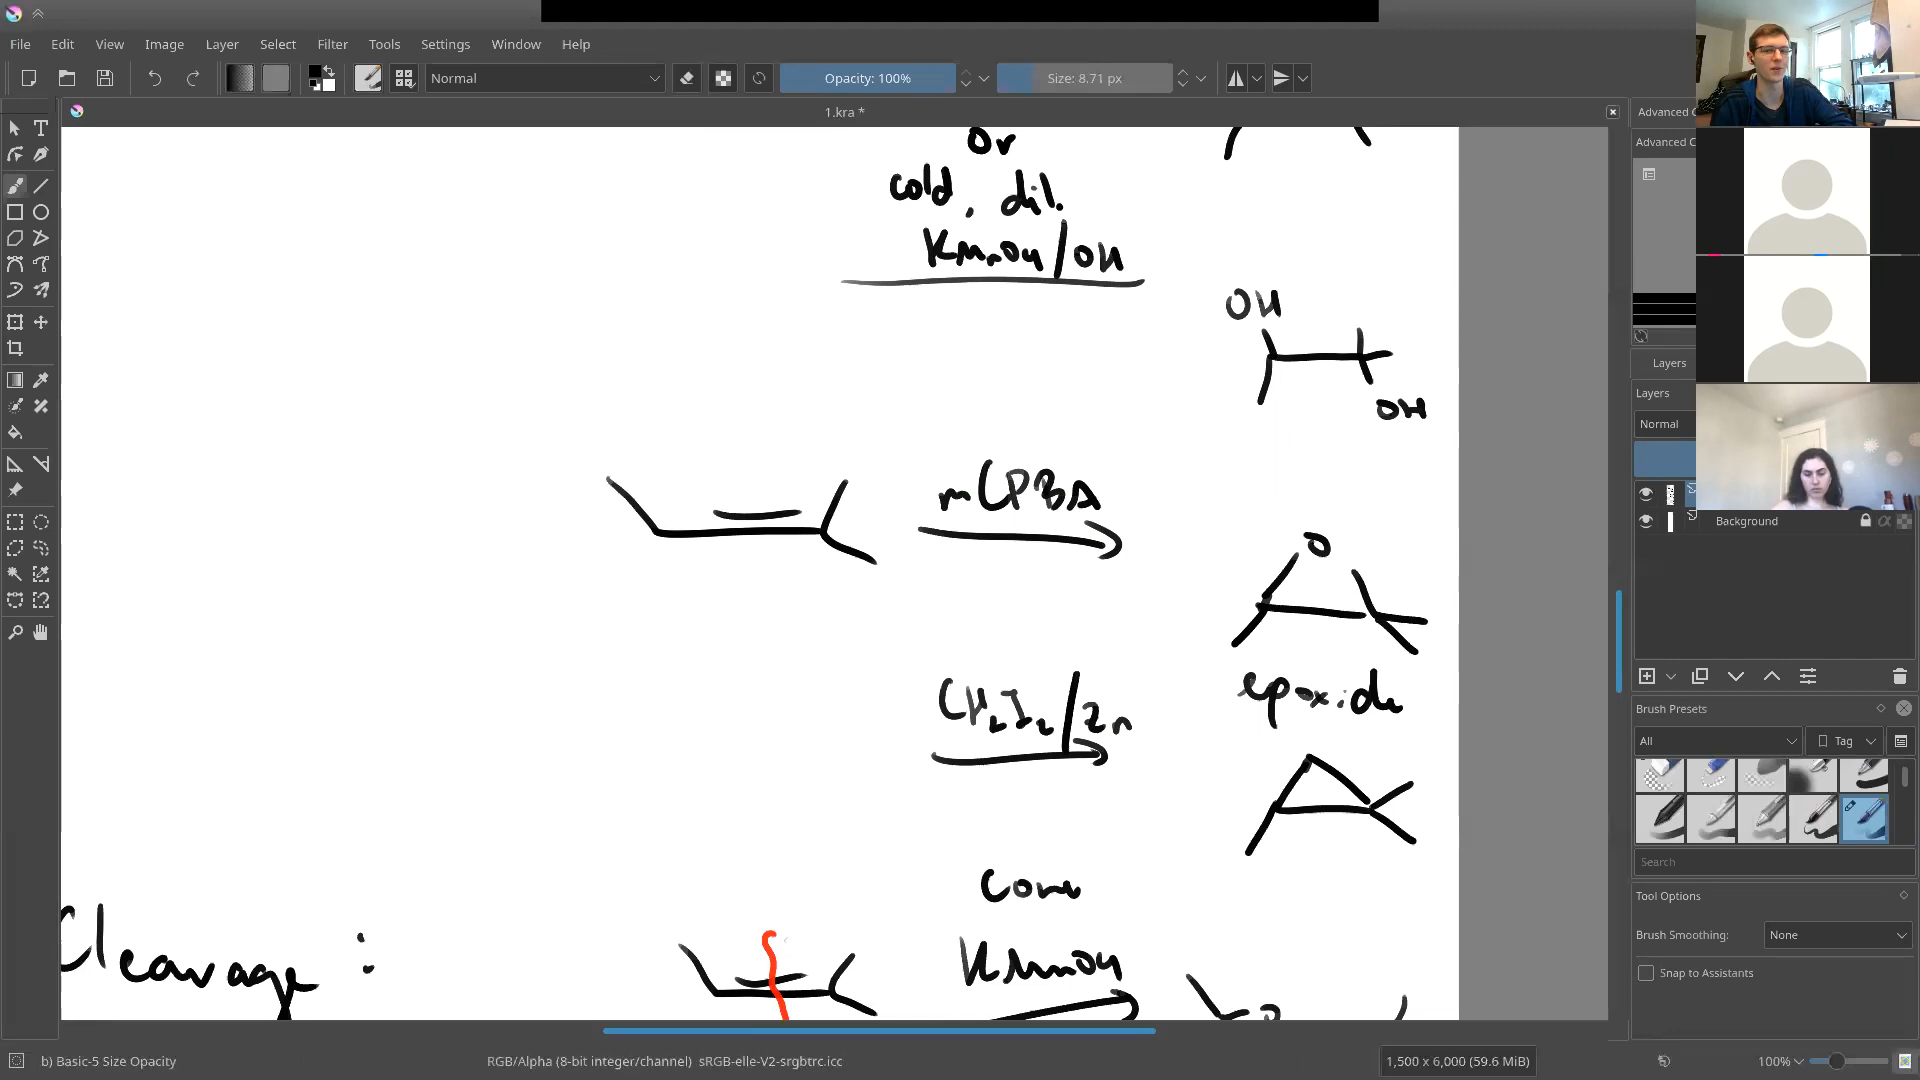 File Edit View Image Layer Select Filter Tools Settings Window Help
Normal
Opacity: 100%
Size: 8.71 px
1.kra *
Advanced C
Advanced C
or
cold, dil.
KMnO4/OH
OH
OH
mCPBA
O
epoxide
CH2I2/Zn
Conc
Cleavage:
KMnO4
Layers
Layers
Normal
Background
Brush Presets
All
Tag
Search
Tool Options
Brush Smoothing:
None
Snap to Assistants
b) Basic-5 Size Opacity
RGB/Alpha (8-bit integer/channel) sRGB-elle-V2-srgbtrc.icc
1,500 x 6,000 (59.6 MiB)
100%